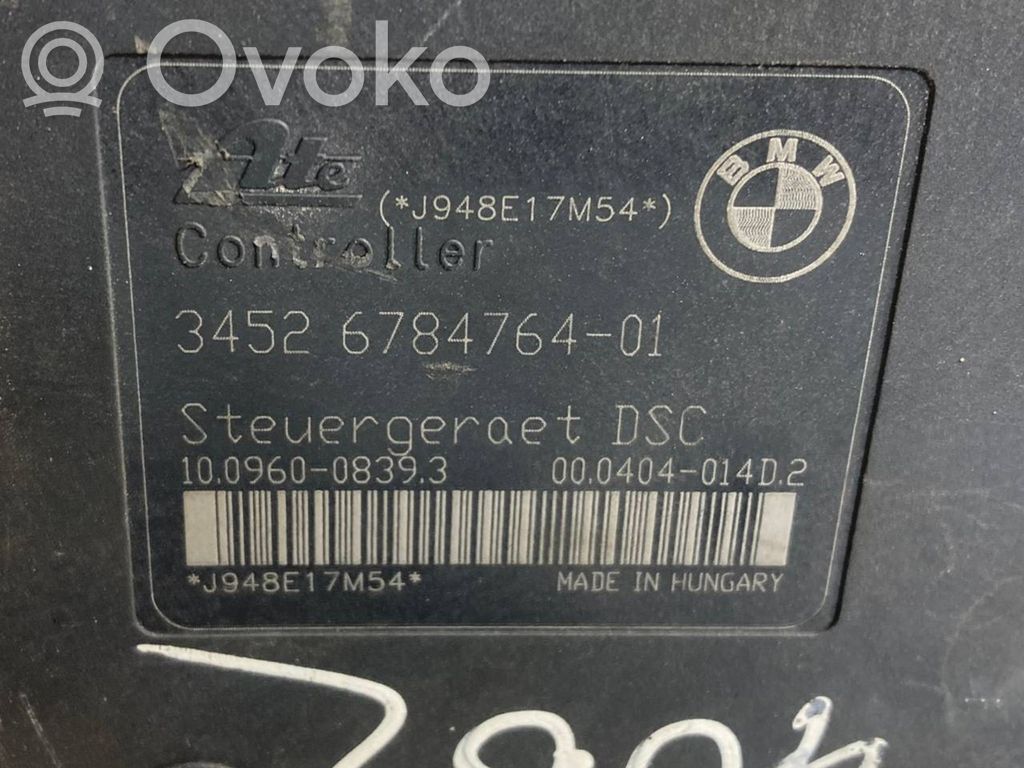 Ovoko
Ate
(*J948E17M54*)
BMW
Controller
3452 6784764-01
Steuergeraet DSC
10.0960-0839.3 00.0404-014D.2
*J948E17M54* MADE IN HUNGARY